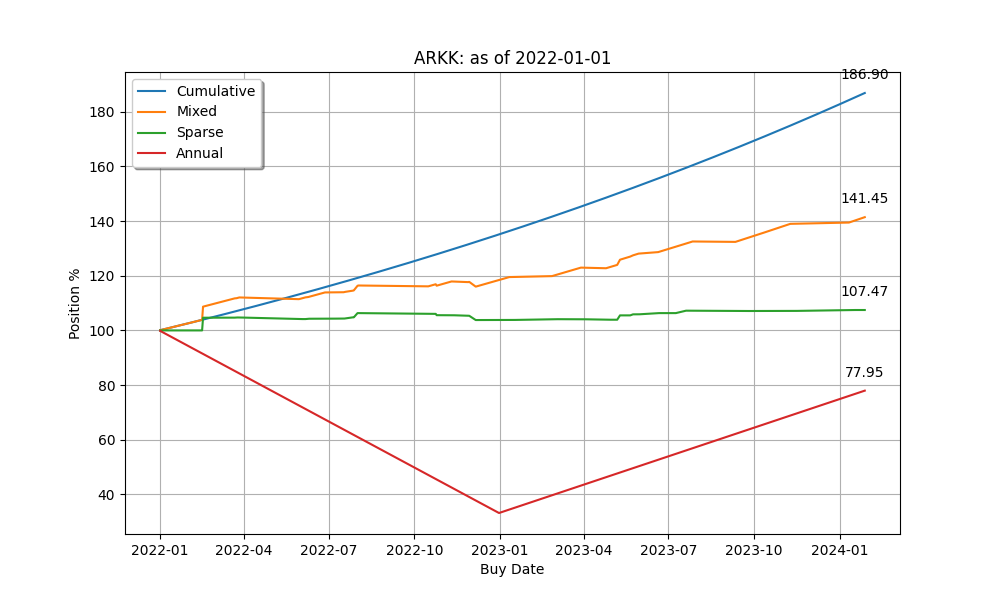 ARKK: as of 2022-01-01
Cumulative
Mixed
Sparse
Annual
186.90
141.45
107.47
77.95
Position %
180
160
140
120
100
80
60
40
2022-01 2022-04 2022-07 2022-10 2023-01 2023-04 2023-07 2023-10 2024-01
Buy Date